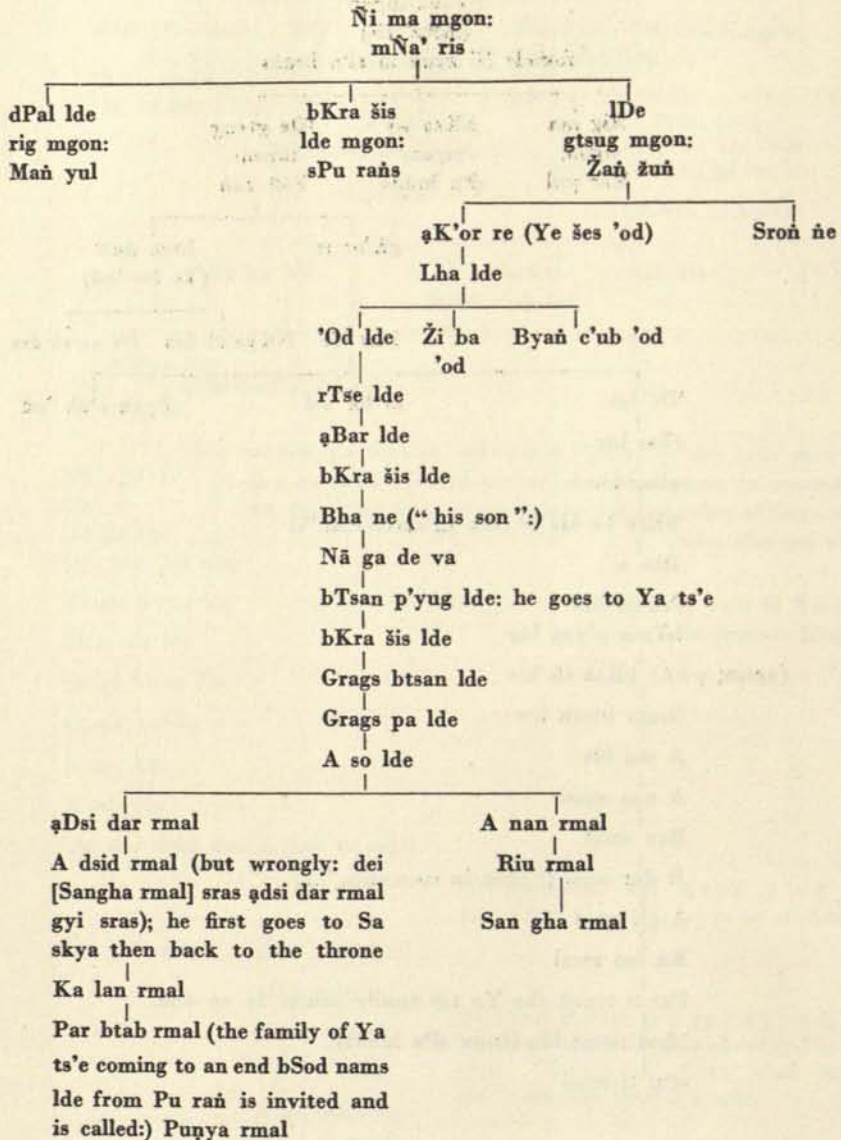 Ñi ma mgon:
mÑa' ris
dPal lde
rig mgon:
Maṅ yul
bKra šis
lde mgon:
sPu raṅs
lDe
gtsug mgon:
Žaṅ žuṅ
ạK'or re (Ye šes 'od)
Sroṅ ṅe
Lha lde
'Od lde
Ži ba
'od
Byaṅ c'ub 'od
rTse lde
ạBar lde
bKra šis lde
Bha ne (“ his son ”:)
Nā ga de va
bTsan p'yug lde: he goes to Ya ts'e
bKra šis lde
Grags btsan lde
Grags pa lde
A so lde
ạDsi dar rmal
A dsid rmal (but wrongly: dei
[Sangha rmal] sras ạdsi dar rmal
gyi sras); he first goes to Sa
skya then back to the throne
Ka lan rmal
Par btab rmal (the family of Ya
ts'e coming to an end bSod nams
lde from Pu raṅ is invited and
is called:) Puṇya rmal
A nan rmal
Riu rmal
San gha rmal